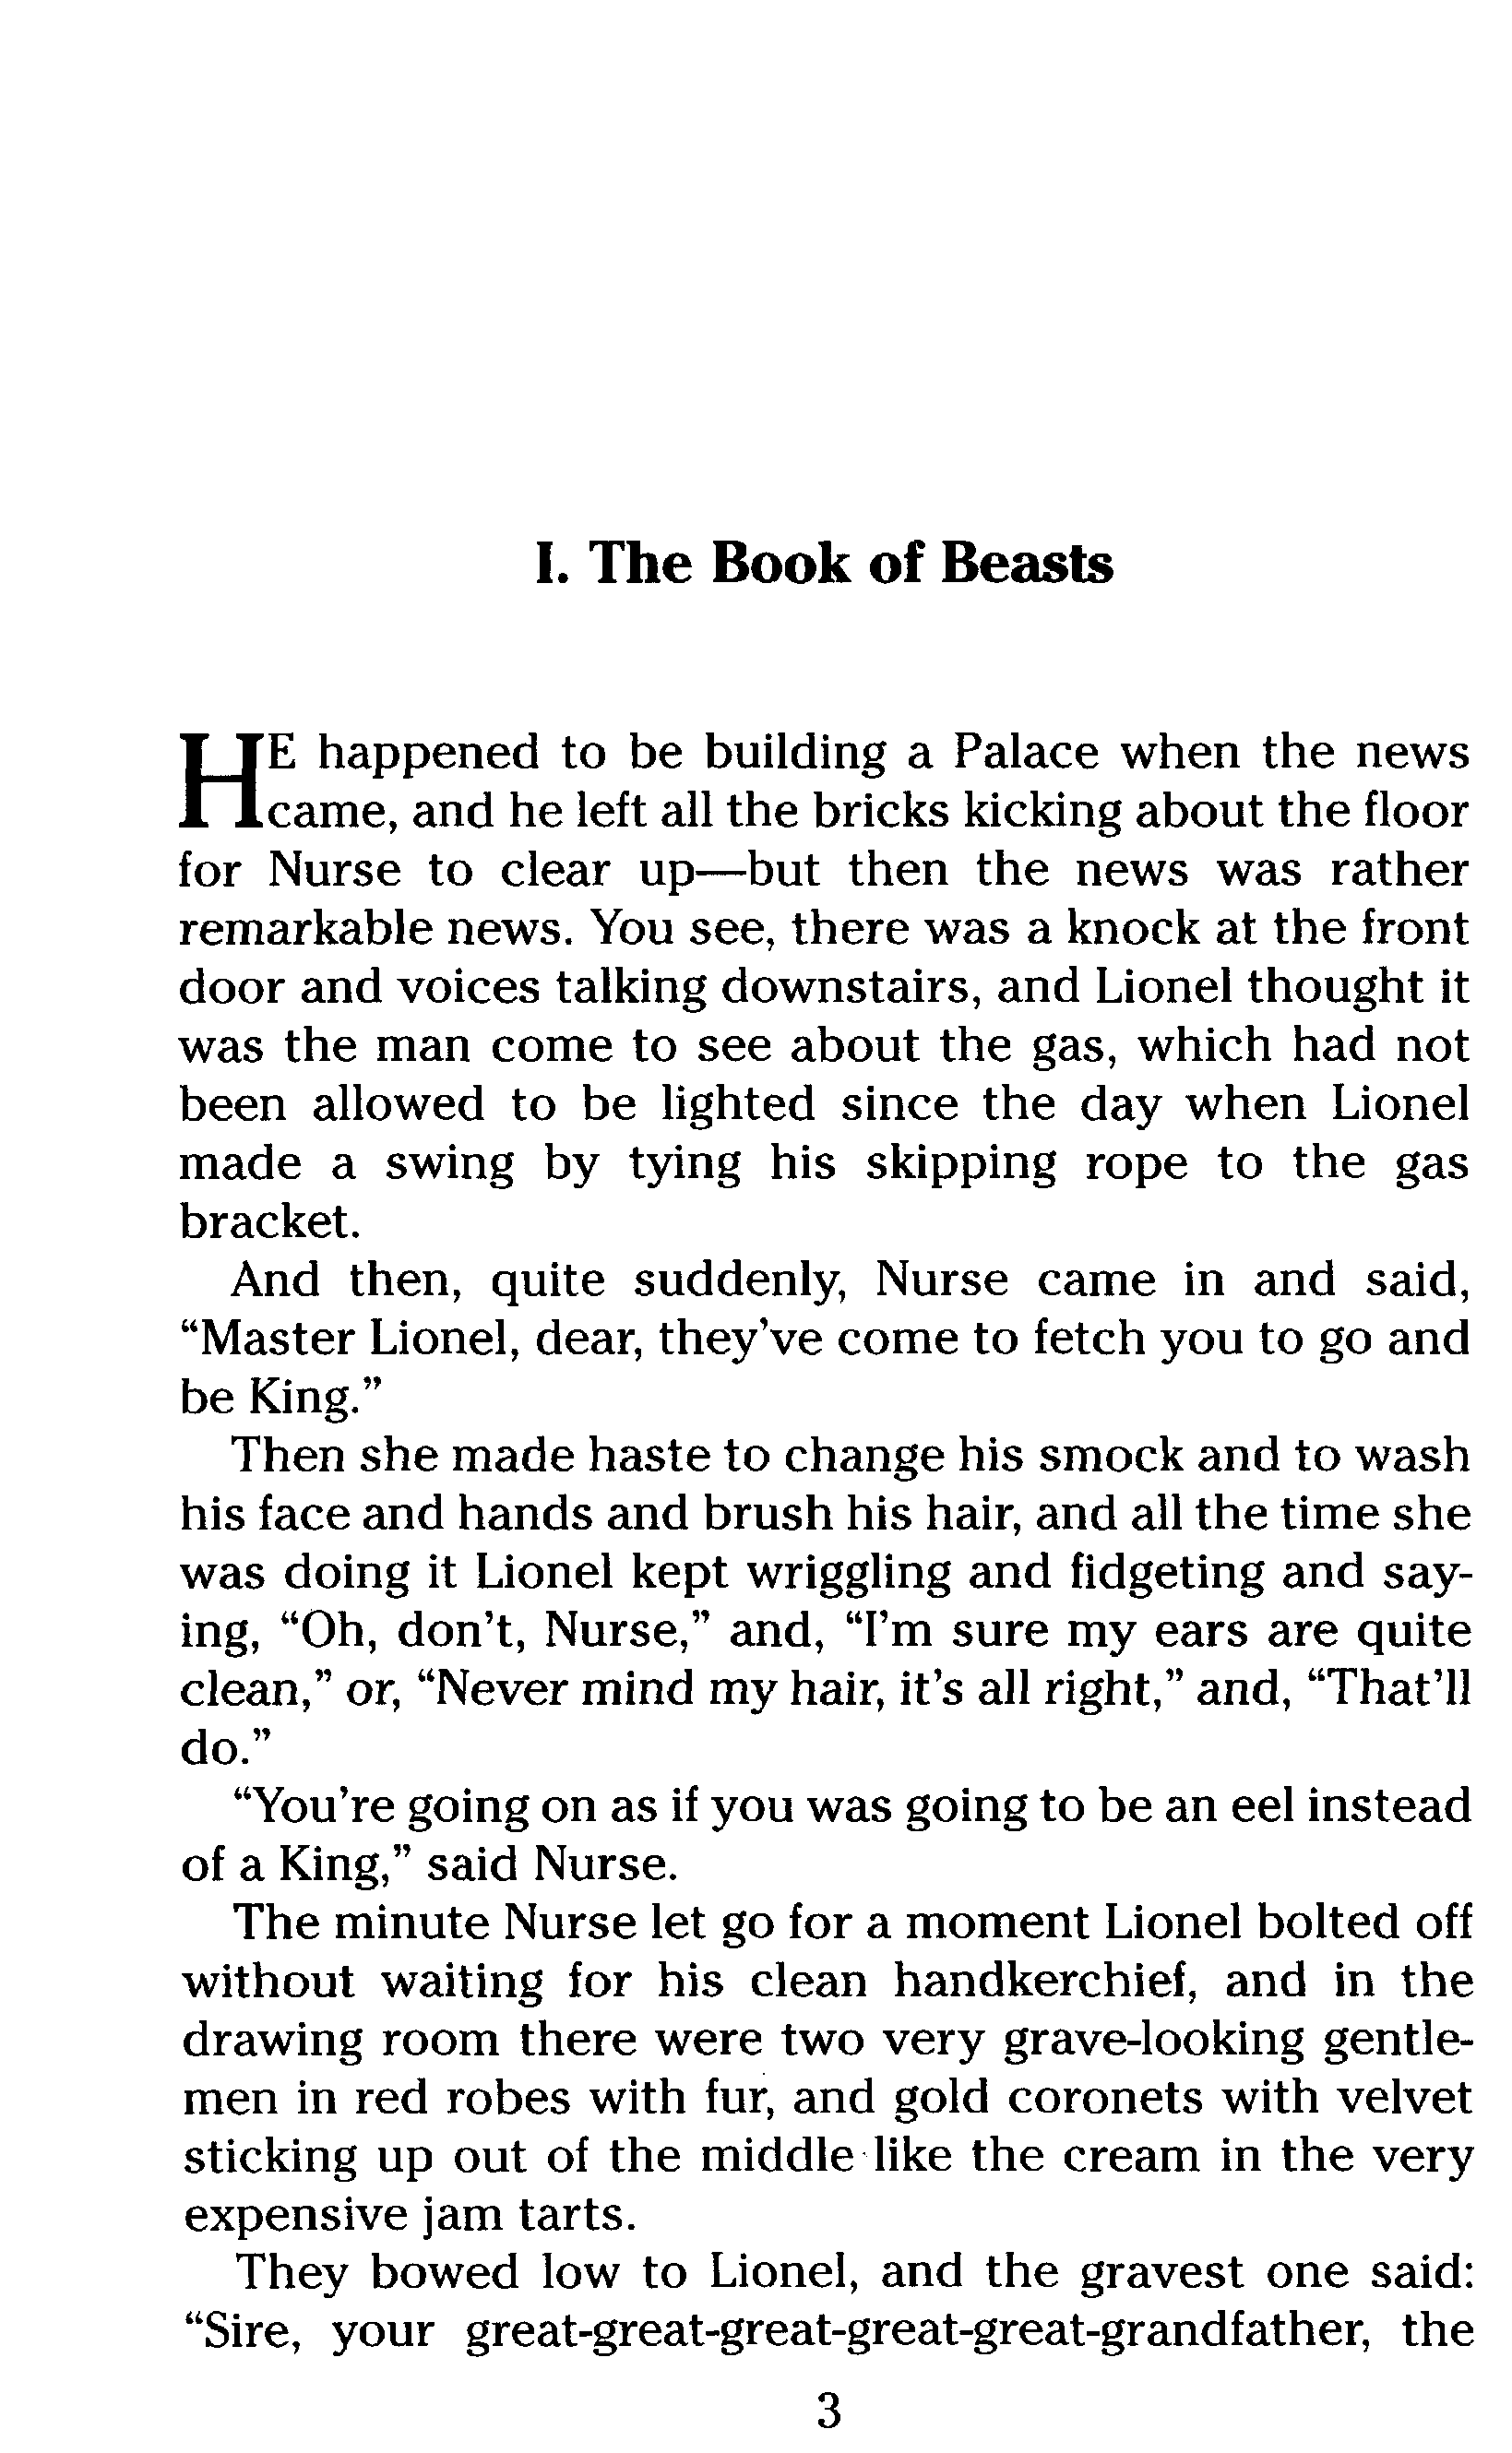 I. The Book of Beasts
HE happened to be building a Palace when the news
came, and he left all the bricks kicking about the floor
for Nurse to clear up—but then the news was rather
remarkable news. You see, there was a knock at the front
door and voices talking downstairs, and Lionel thought it
was the man come to see about the gas, which had not
been allowed to be lighted since the day when Lionel
made a swing by tying his skipping rope to the gas
bracket.
And then, quite suddenly, Nurse came in and said,
“Master Lionel, dear, they’ve come to fetch you to go and
be King.”
Then she made haste to change his smock and to wash
his face and hands and brush his hair, and all the time she
was doing it Lionel kept wriggling and fidgeting and say-
ing, “Oh, don’t, Nurse,” and, “I’m sure my ears are quite
clean,” or, “Never mind my hair, it’s all right,” and, “That’ll
do.”
“You’re going on as if you was going to be an eel instead
of a King,” said Nurse.
The minute Nurse let go for a moment Lionel bolted off
without waiting for his clean handkerchief, and in the
drawing room there were two very grave-looking gentle-
men in red robes with fur, and gold coronets with velvet
sticking up out of the middle like the cream in the very
expensive jam tarts.
They bowed low to Lionel, and the gravest one said:
“Sire, your great-great-great-great-great-grandfather, the
3